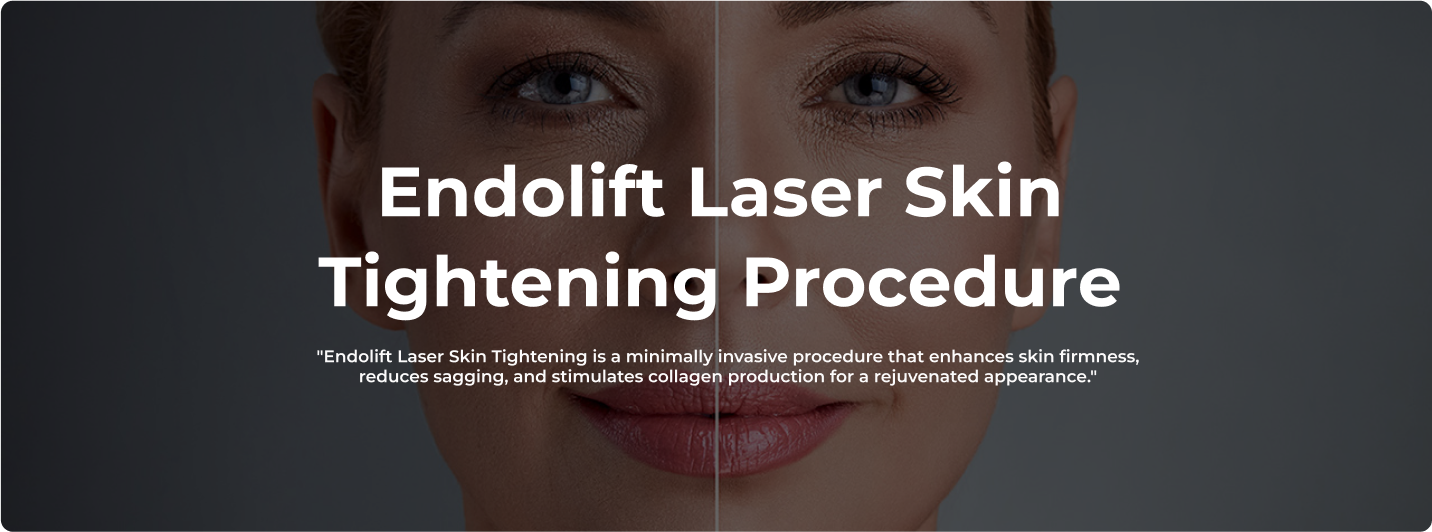 Endolift Laser Skin
Tightening Procedure
"Endolift Laser Skin Tightening is a minimally invasive procedure that enhances skin firmness,
reduces sagging, and stimulates collagen production for a rejuvenated appearance."